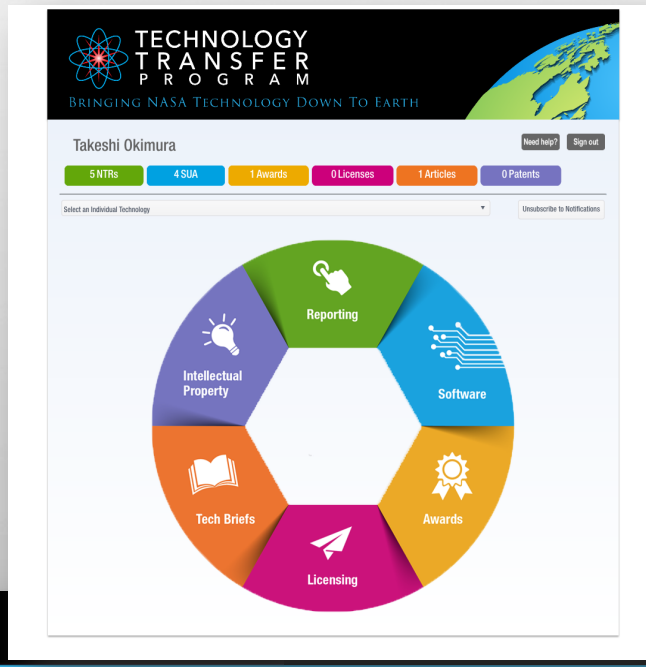 TECHNOLOGY
TRANSFER
PROGRAM
BRINGING NASA TECHNOLOGY DOWN TO EARTH
Takeshi Okimura
Need help?
Sign out
5 NTRs
4 SUA
1 Awards
0 Licenses
1 Articles
0 Patents
Select an Individual Technology
Unsubscribe to Notifications
Reporting
Intellectual
Property
Software
Tech Briefs
Awards
Licensing